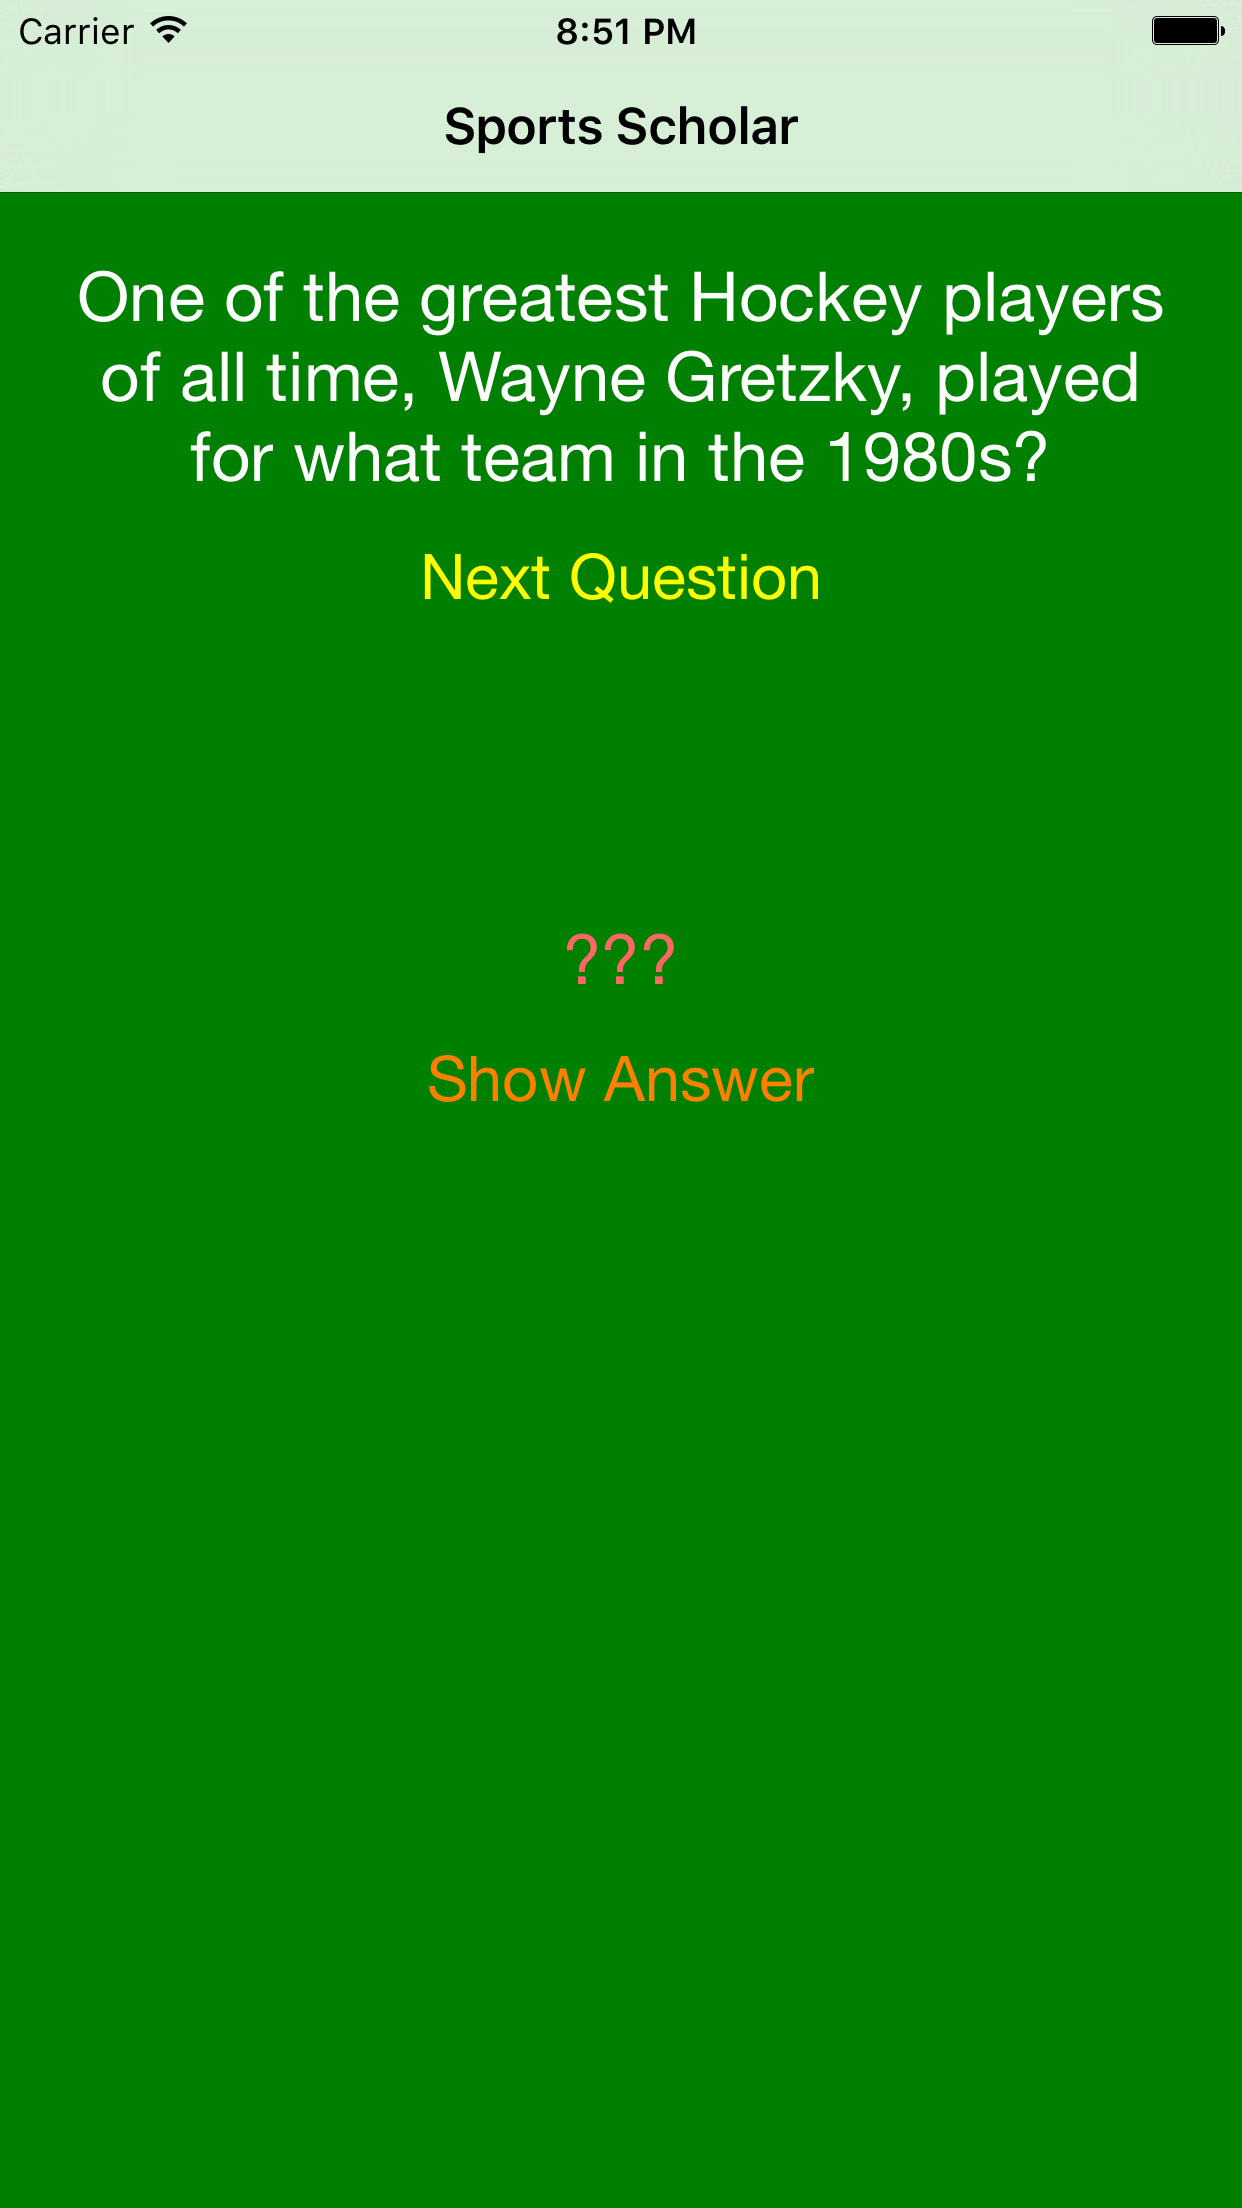 Carrier 8:51 PM
Sports Scholar
One of the greatest Hockey players
of all time, Wayne Gretzky, played
for what team in the 1980s?
Next Question
???
Show Answer